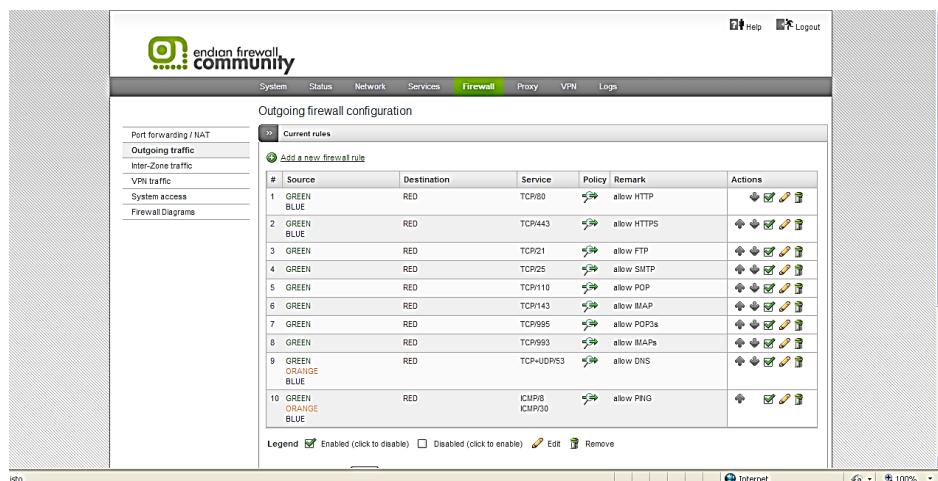 Help Logout
endian firewall
community
System Status Network Services Firewall Proxy VPN Logs
Outgoing firewall configuration
Port forwarding / NAT
Outgoing traffic
Inter-Zone traffic
VPN traffic
System access
Firewall Diagrams
>> Current rules
Add a new firewall rule
# Source Destination Service Policy Remark Actions
1 GREEN RED TCP/80 allow HTTP
BLUE
2 GREEN RED TCP/443 allow HTTPS
BLUE
3 GREEN RED TCP/21 allow FTP
4 GREEN RED TCP/25 allow SMTP
5 GREEN RED TCP/110 allow POP
6 GREEN RED TCP/143 allow IMAP
7 GREEN RED TCP/995 allow POP3s
8 GREEN RED TCP/993 allow IMAPs
9 GREEN RED TCP+UDP/53 allow DNS
ORANGE
BLUE
10 GREEN RED ICMP/8 allow PING
ORANGE ICMP/30
BLUE
Legend Enabled (click to disable) Disabled (click to enable) Edit Remove
isto Internet 100%